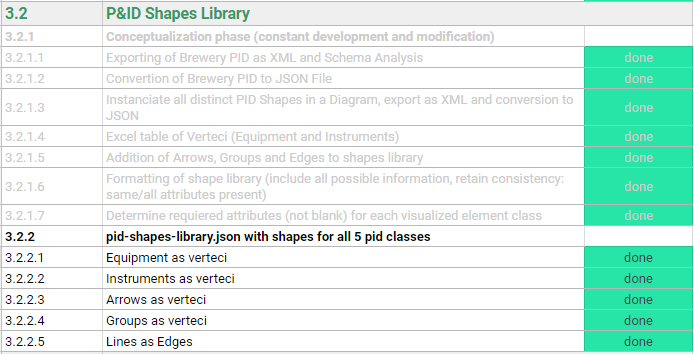 3.2 P&ID Shapes Library
3.2.1 Conceptualization phase (constant development and modification)
3.2.1.1 Exporting of Brewery PID as XML and Schema Analysis done
3.2.1.2 Convertion of Brewery PID to JSON File done
3.2.1.3 Instanciate all distinct PID Shapes in a Diagram, export as XML and conversion to
JSON done
3.2.1.4 Excel table of Verteci (Equipment and Instruments) done
3.2.1.5 Addition of Arrows, Groups and Edges to shapes library done
3.2.1.6 Formatting of shape library (include all possible information, retain consistency:
same/all attributes present) done
3.2.1.7 Determine requiered attributes (not blank) for each visualized element class done
3.2.2 pid-shapes-library.json with shapes for all 5 pid classes
3.2.2.1 Equipment as verteci done
3.2.2.2 Instruments as verteci done
3.2.2.3 Arrows as verteci done
3.2.2.4 Groups as verteci done
3.2.2.5 Lines as Edges done